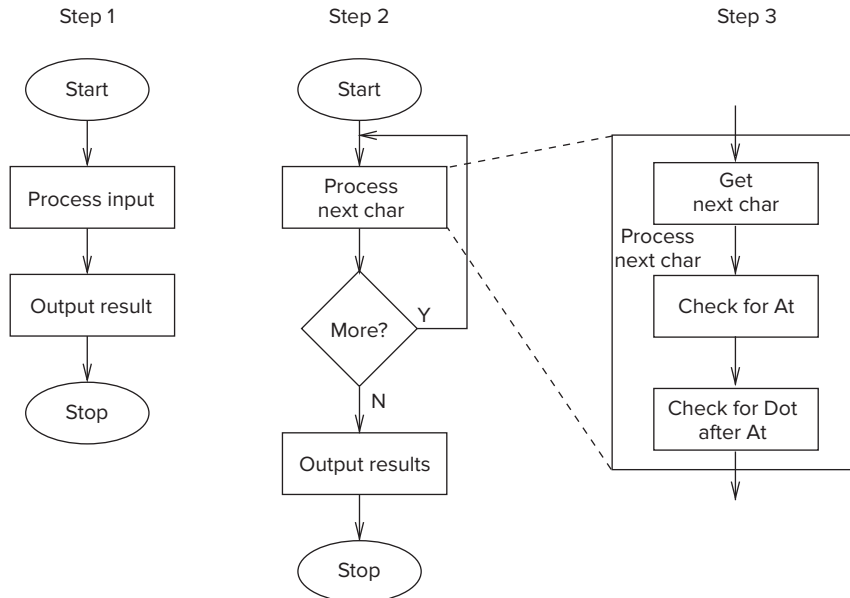 Step 1
Start
Process input
Output result
Stop
Step 2
Start
Process
next char
More?
Y
N
Output results
Stop
Step 3
Get
next char
Process
next char
Check for At
Check for Dot
after At